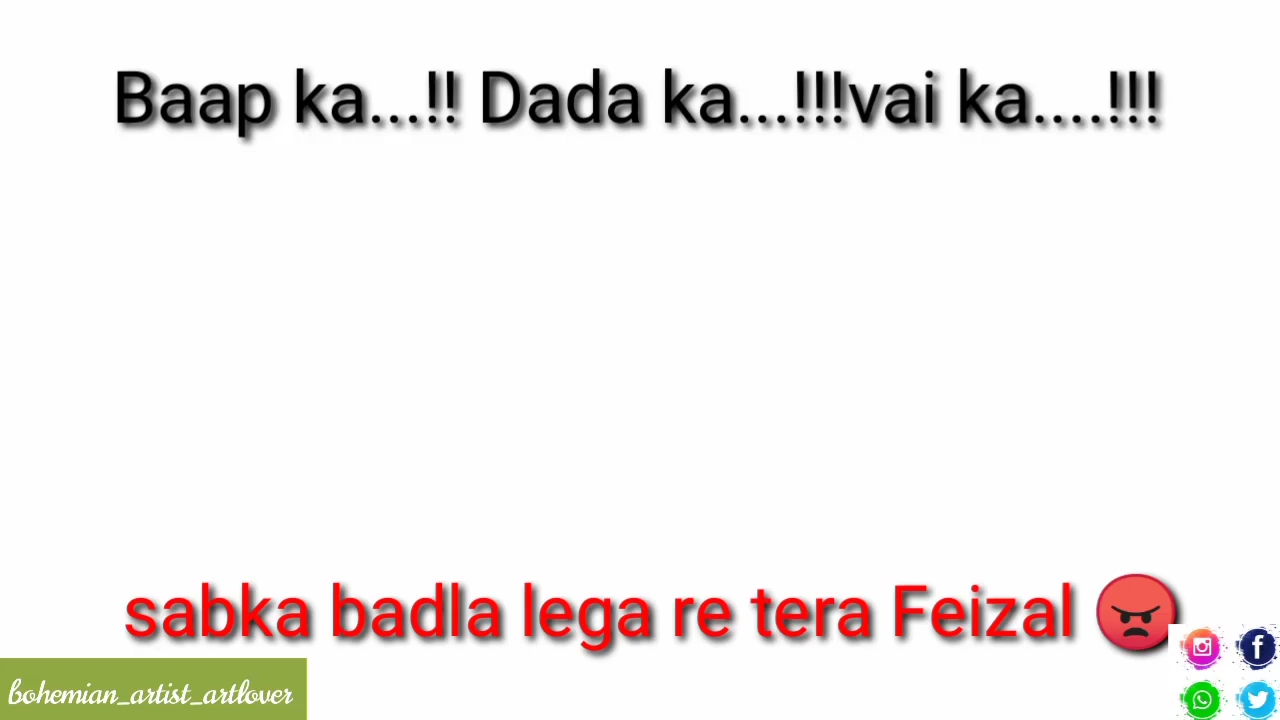 Baap ka...!! Dada ka...!!!vai ka....!!!
sabka badla lega re tera Feizal 😡
bohemian_artist_artlover